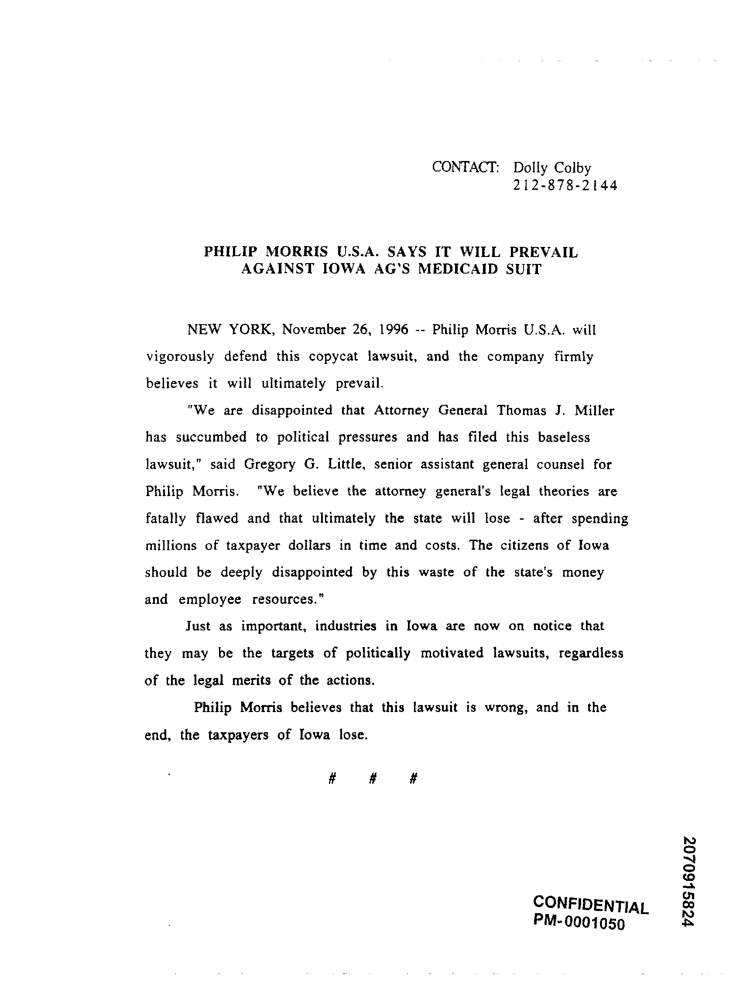 CONTACT: Dolly Colby
212-878-2144
PHILIP MORRIS U.S.A. SAYS IT WILL PREVAIL
AGAINST IOWA AG'S MEDICAID SUIT
NEW YORK, November 26, 1996 -- Philip Morris U.S.A. will
vigorously defend this copycat lawsuit, and the company firmly
believes it will ultimately prevail.
"We are disappointed that Attorney General Thomas J. Miller
has succumbed to political pressures and has filed this baseless
lawsuit," said Gregory G. Little, senior assistant general counsel for
Philip Morris. "We believe the attorney general's legal theories are
fatally flawed and that ultimately the state will lose - after spending
millions of taxpayer dollars in time and costs. The citizens of Iowa
should be deeply disappointed by this waste of the state's money
and employee resources."
Just as important, industries in Iowa are now on notice that
they may be the targets of politically motivated lawsuits, regardless
of the legal merits of the actions.
Philip Morris believes that this lawsuit is wrong, and in the
end, the taxpayers of Iowa lose.
# # #
CONFIDENTIAL
PM-0001050
2070915824